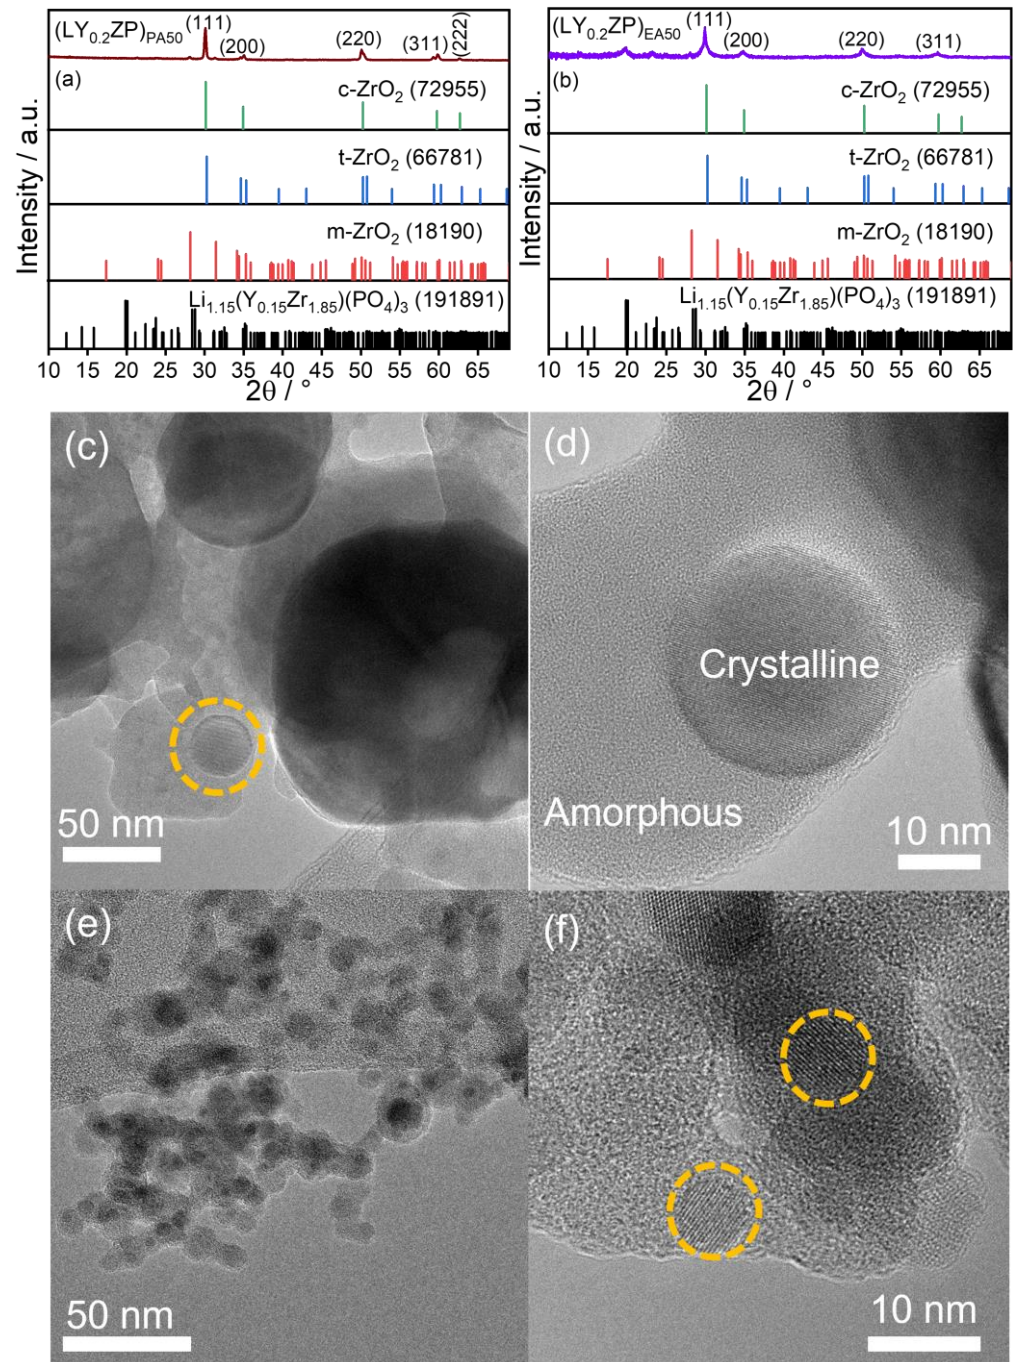 (LY₀.₂ZP)PA50
(111)
(200)
(220)
(311)
(222)
(a)
c-ZrO₂ (72955)
t-ZrO₂ (66781)
m-ZrO₂ (18190)
Li₁.₁₅(Y₀.₁₅Zr₁.₈₅)(PO₄)₃ (191891)
Intensity / a.u.
10 15 20 25 30 35 40 45 50 55 60 65
2θ / °
(LY₀.₂ZP)EA50
(111)
(200)
(220)
(311)
(b)
c-ZrO₂ (72955)
t-ZrO₂ (66781)
m-ZrO₂ (18190)
Li₁.₁₅(Y₀.₁₅Zr₁.₈₅)(PO₄)₃ (191891)
Intensity / a.u.
10 15 20 25 30 35 40 45 50 55 60 65
2θ / °
(c)
50 nm
(d)
Crystalline
Amorphous
10 nm
(e)
50 nm
(f)
10 nm